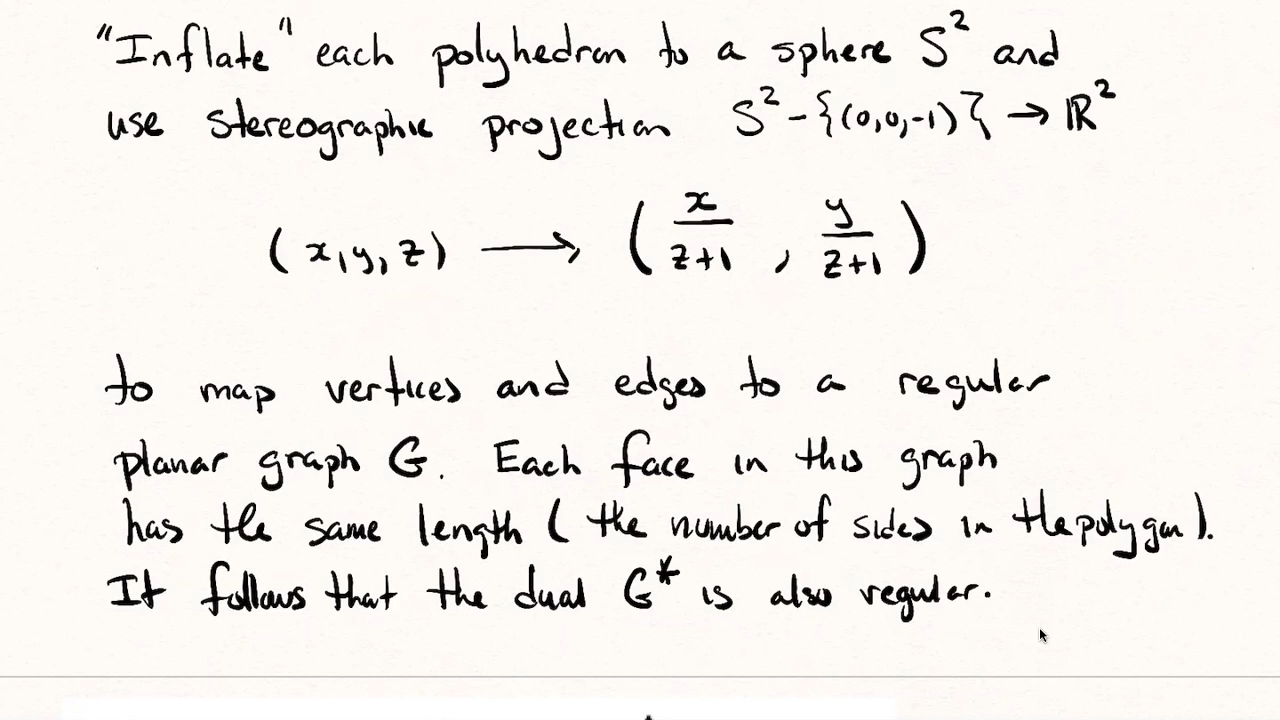 "Inflate" each polyhedron to a sphere S² and
use stereographic projection S² - {(0,0,-1)} → ℝ²
(x,y,z) ⟶ (x/(z+1), y/(z+1))
to map vertices and edges to a regular
planar graph G. Each face in this graph
has the same length (the number of sides in the polygon).
It follows that the dual G* is also regular.